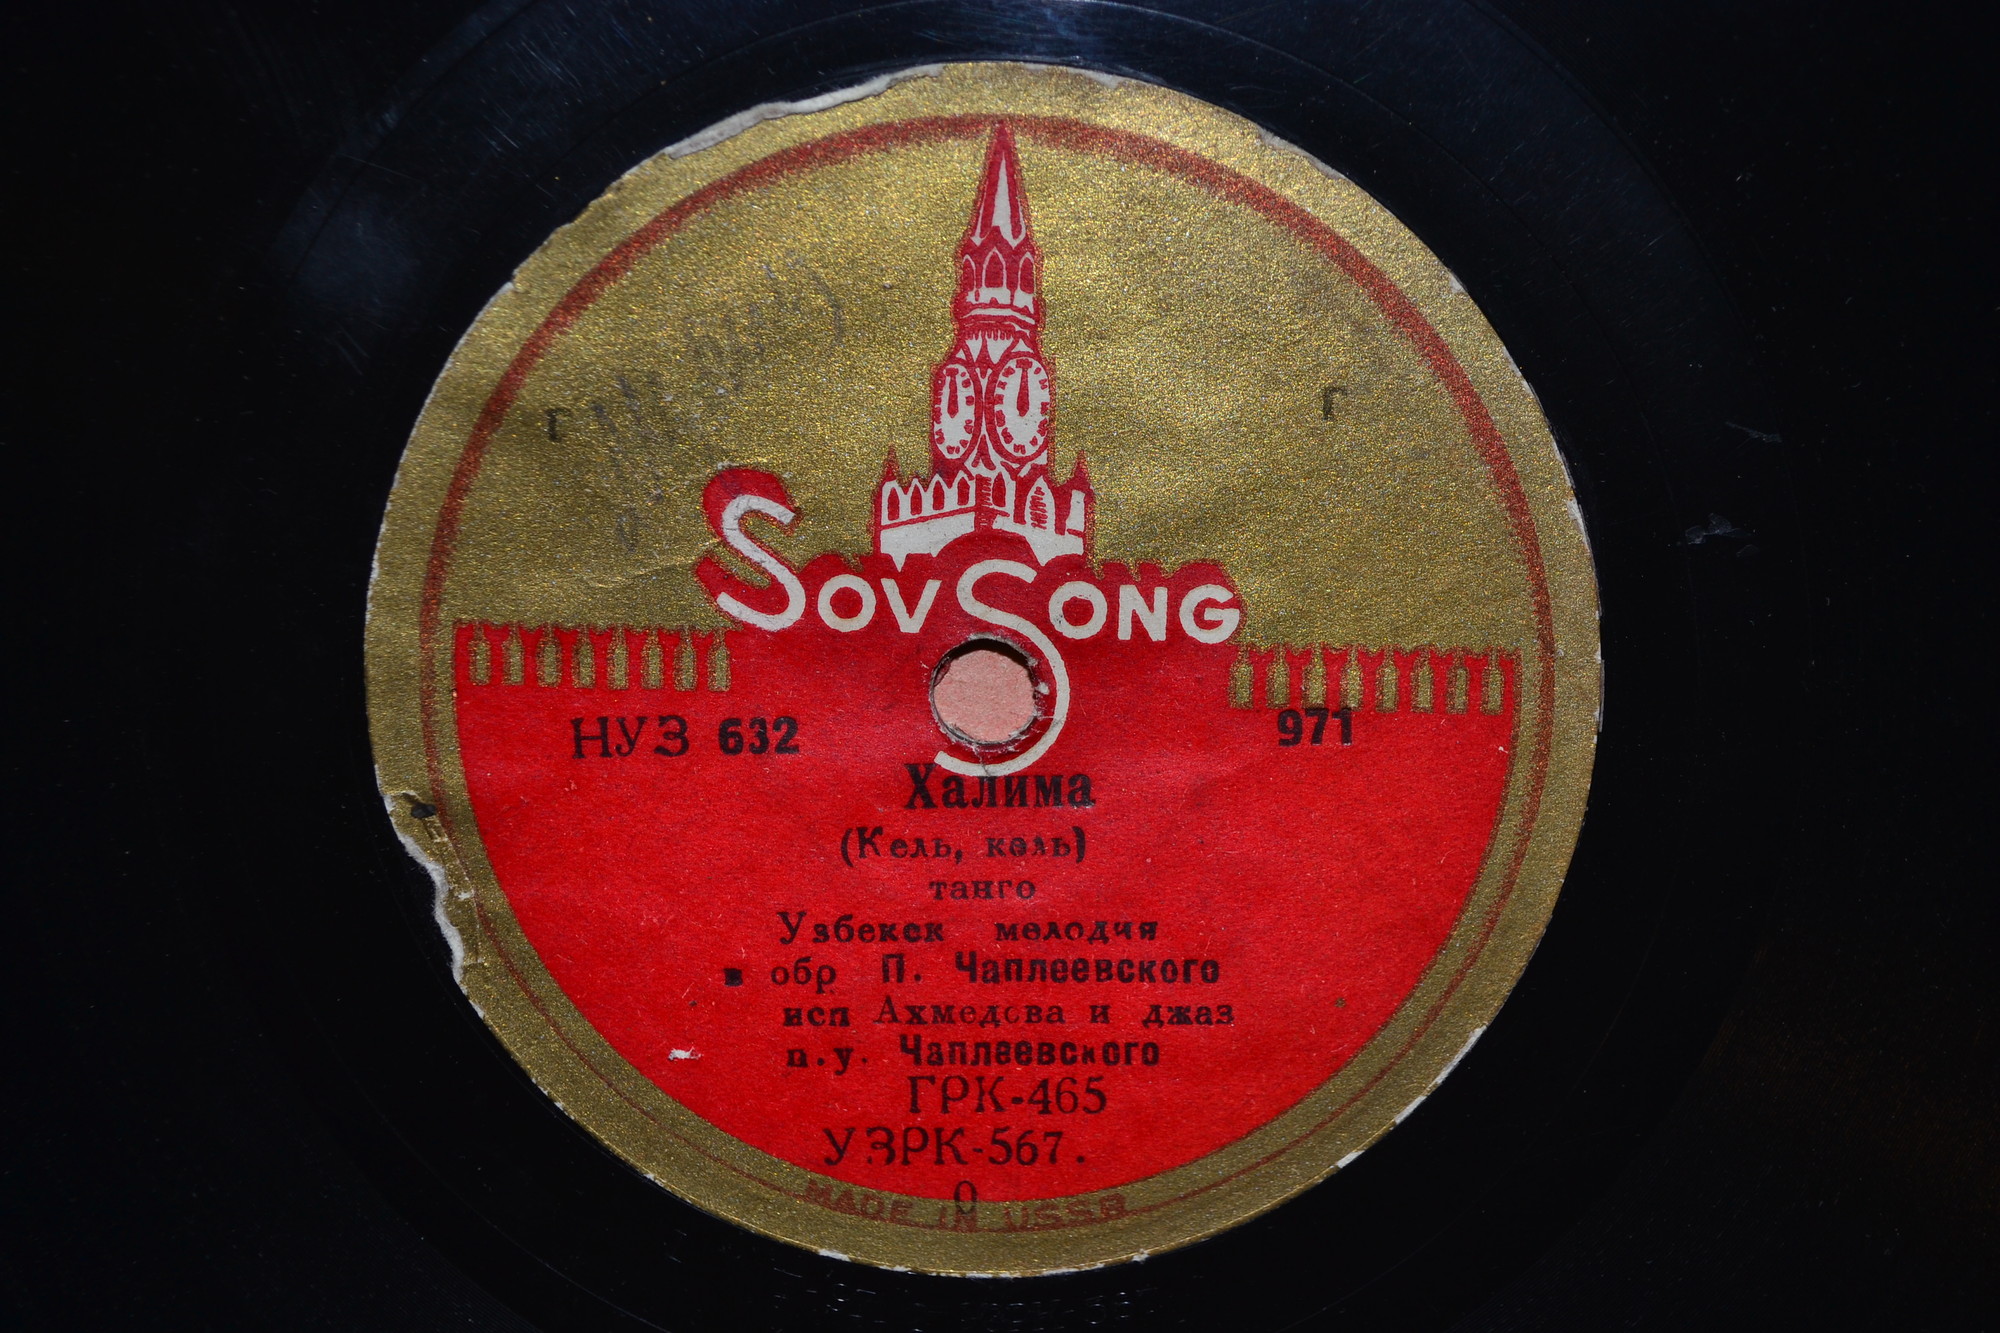 Г Г
SovSong
НУЗ 632 971
Халима
(Кель, кель)
танго
Узбекск мелодия
в обр П. Чаплеевского
исп Ахмедова и джаз
п.у. Чаплеевского
ГРК-465
УЗРК-567.
0
MADE IN USSR